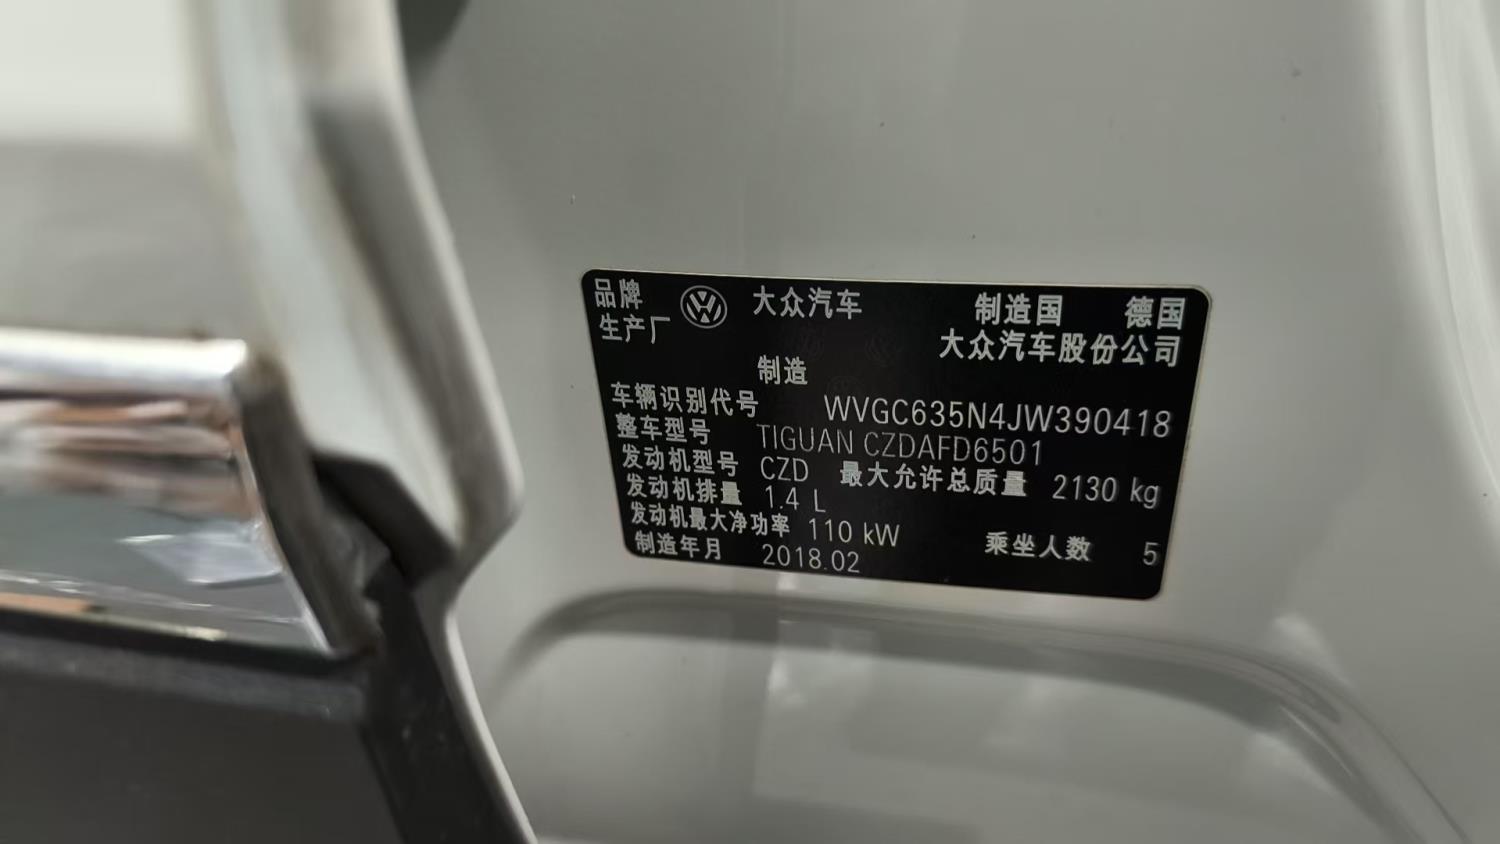 品牌 大众汽车 制造国 德国
生产厂 大众汽车股份公司
制造
车辆识别代号 WVGC635N4JW390418
整车型号 TIGUAN CZDAFD6501
发动机型号 CZD 最大允许总质量 2130 kg
发动机排量 1.4 L
发动机最大净功率 110 kW 乘坐人数 5
制造年月 2018.02